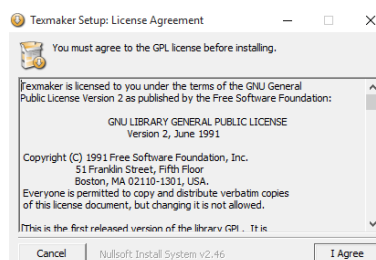 Texmaker Setup: License Agreement
You must agree to the GPL license before installing.
Texmaker is licensed to you under the terms of the GNU General
Public License Version 2 as published by the Free Software Foundation:
GNU LIBRARY GENERAL PUBLIC LICENSE
Version 2, June 1991
Copyright (C) 1991 Free Software Foundation, Inc.
51 Franklin Street, Fifth Floor
Boston, MA 02110-1301, USA.
Everyone is permitted to copy and distribute verbatim copies
of this license document, but changing it is not allowed.
[This is the first released version of the library GPL. It is
Cancel Nullsoft Install System v2.46 I Agree